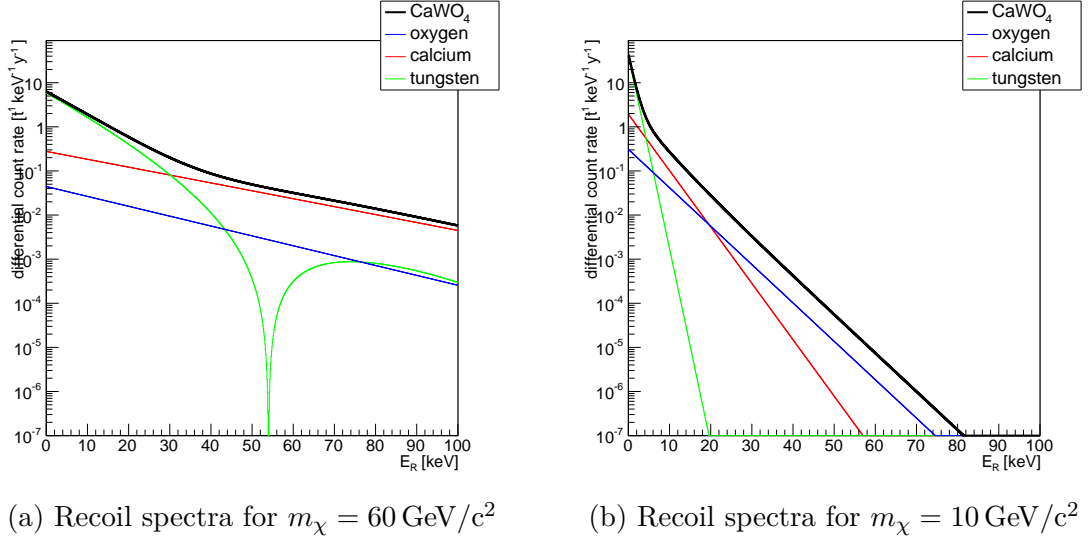 CaWO₄
oxygen
calcium
tungsten
differential count rate [t¹ keV⁻¹ y⁻¹]
10
1
10⁻¹
10⁻²
10⁻³
10⁻⁴
10⁻⁵
10⁻⁶
10⁻⁷
0 10 20 30 40 50 60 70 80 90 100
E_R [keV]
(a) Recoil spectra for mχ = 60 GeV/c²
CaWO₄
oxygen
calcium
tungsten
differential count rate [t¹ keV⁻¹ y⁻¹]
10
1
10⁻¹
10⁻²
10⁻³
10⁻⁴
10⁻⁵
10⁻⁶
10⁻⁷
0 10 20 30 40 50 60 70 80 90 100
E_R [keV]
(b) Recoil spectra for mχ = 10 GeV/c²